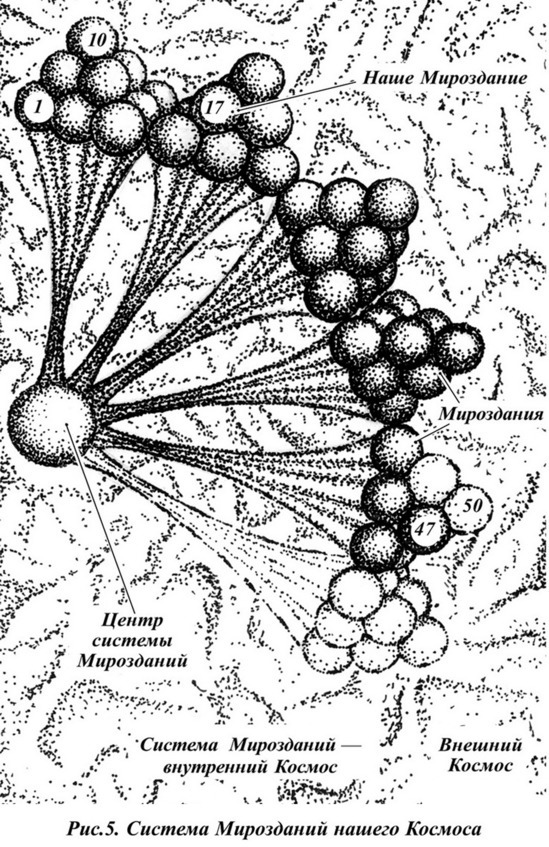 10
1
17
Наше Мироздание
Мироздания
50
47
Центр
системы
Мирозданий
Система Мирозданий —
внутренний Космос
Внешний
Космос
Рис.5. Система Мирозданий нашего Космоса